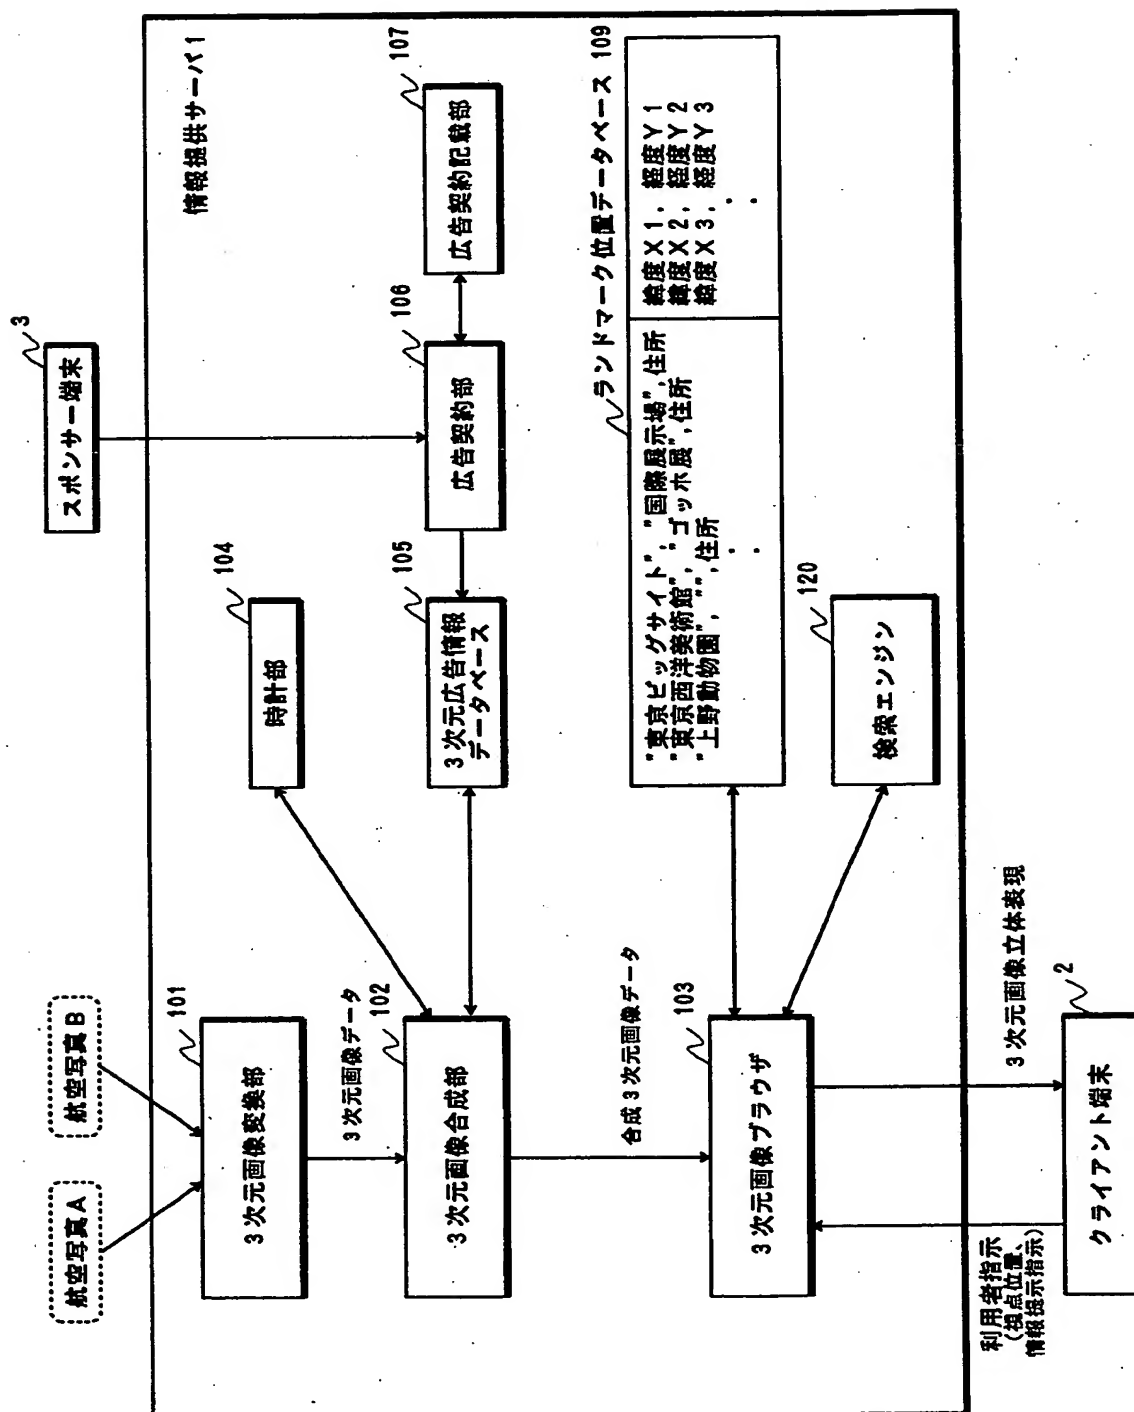 航空写真A
航空写真B
スポンサー端末
3
情報提供サーバ1
3次元画像変換部
101
3次元画像データ
時計部
104
3次元画像合成部
102
3次元広告情報
データベース
105
広告契約部
106
広告契約記載部
107
合成3次元画像データ
3次元画像ブラウザ
103
ランドマーク位置データベース 109
"東京ビッグサイト", "国際展示場", 住所
緯度X1, 経度Y1
"東京西洋美術館", "ゴッホ展", 住所
緯度X2, 経度Y2
"上野動物園", "", 住所
緯度X3, 経度Y3
検索エンジン
120
利用者指示
(視点位置、
情報提示指示)
3次元画像立体表現
クライアント端末
2